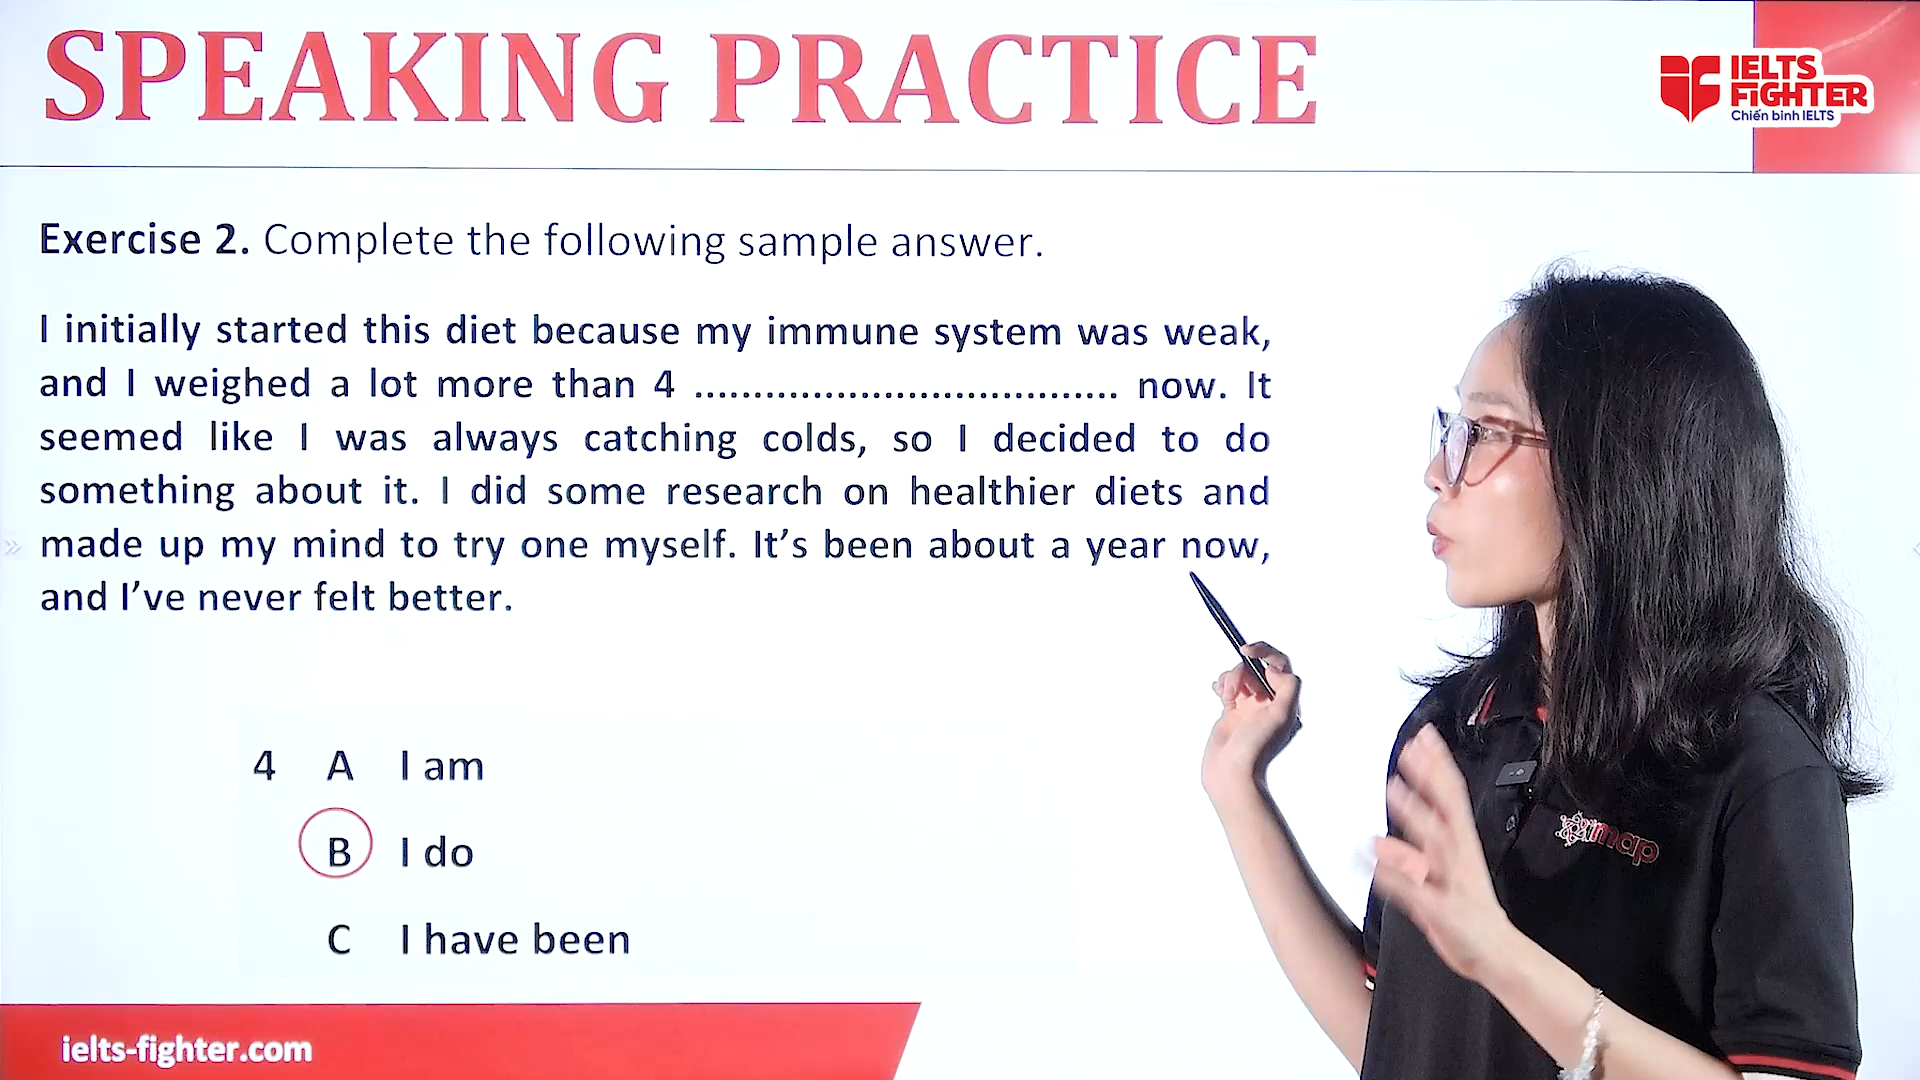 SPEAKING PRACTICE
IELTS
FIGHTER
Chiến binh IELTS
Exercise 2. Complete the following sample answer.
I initially started this diet because my immune system was weak,
and I weighed a lot more than 4 .................................... now. It
seemed like I was always catching colds, so I decided to do
something about it. I did some research on healthier diets and
made up my mind to try one myself. It's been about a year now,
and I've never felt better.
4 A I am
B I do
C I have been
imap
ielts-fighter.com